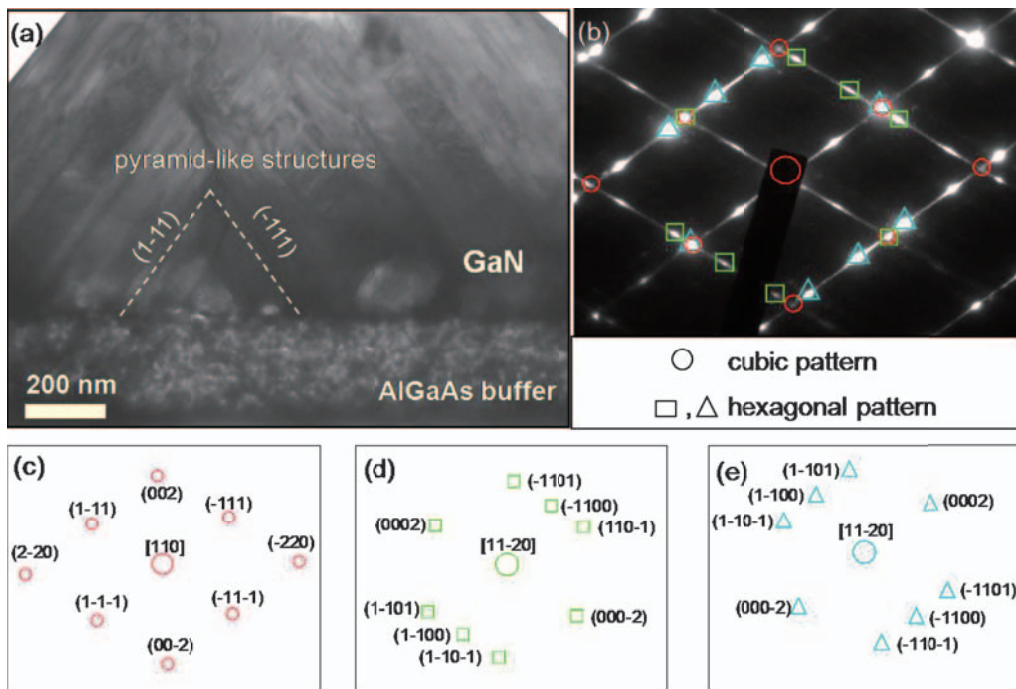 (a)
pyramid-like structures
(1-11)
(-111)
GaN
AlGaAs buffer
200 nm
(b)
cubic pattern
, hexagonal pattern
(c)
(002)
(1-11)
(-111)
(2-20)
[110]
(-220)
(1-1-1)
(-11-1)
(00-2)
(d)
(-1101)
(-1100)
(0002)
(110-1)
[11-20]
(1-101)
(000-2)
(1-100)
(1-10-1)
(e)
(1-101)
(1-100)
(0002)
(1-10-1)
[11-20]
(-1101)
(000-2)
(-1100)
(-110-1)